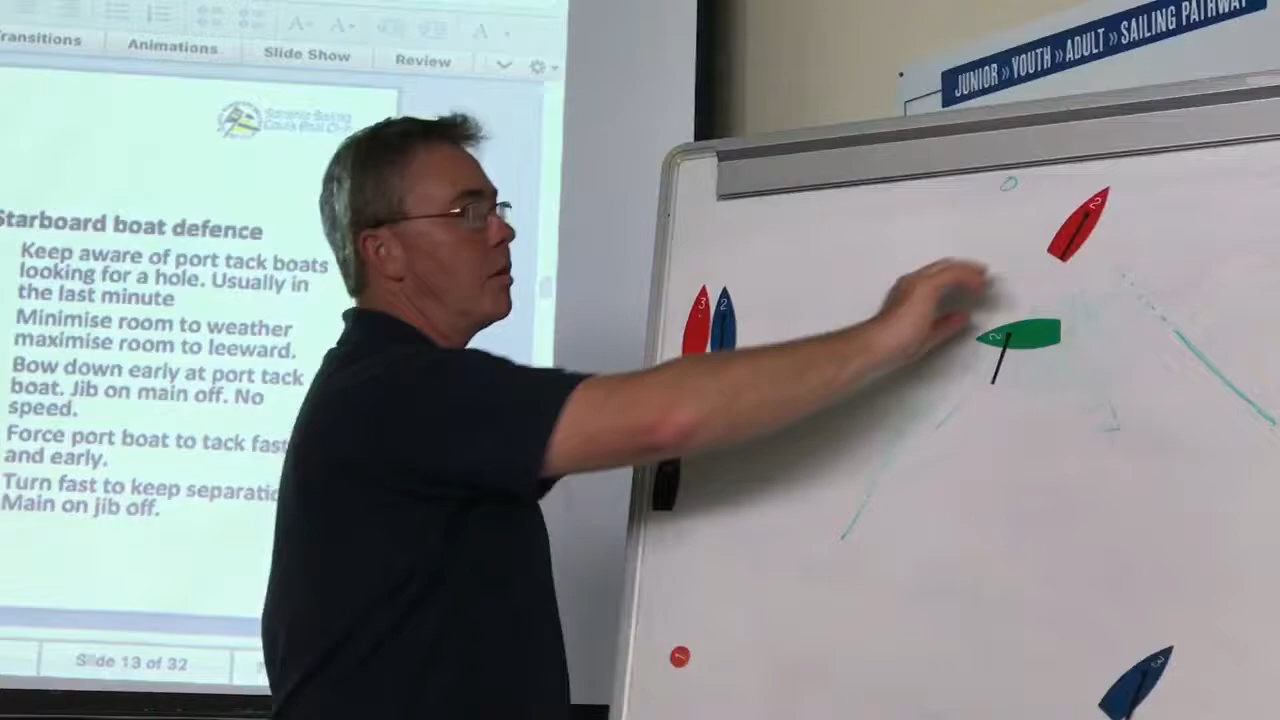 ransitions Animations Slide Show Review
JUNIOR » YOUTH » ADULT » SAILING PATHWAY
Starboard boat defence
Keep aware of port tack boats
looking for a hole. Usually in
the last minute
Minimise room to weather
maximise room to leeward.
Bow down early at port tack
boat. Jib on main off. No
speed.
Force port boat to tack fast
and early.
Turn fast to keep separatio
Main on jib off.
Slide 13 of 32
2
3 2
2
3
1